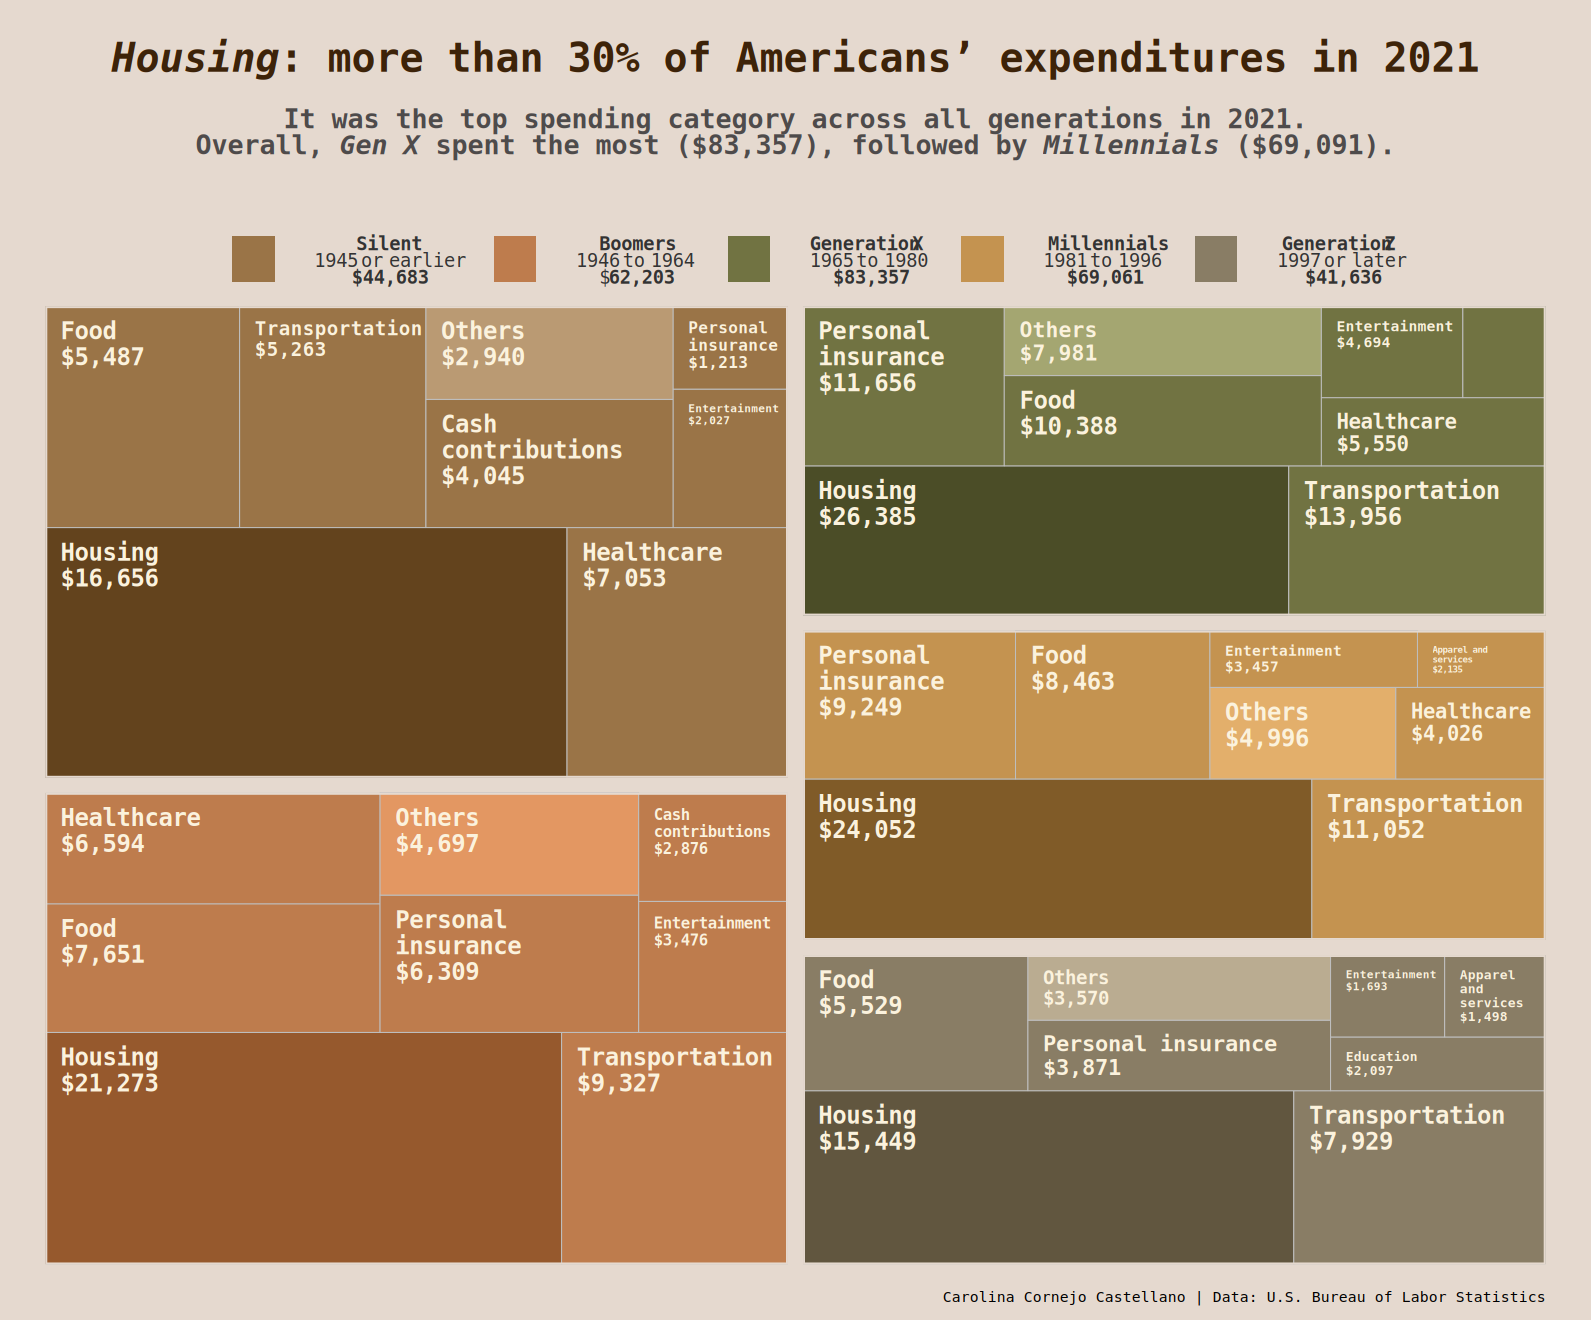 Housing: more than 30% of Americans’ expenditures in 2021
It was the top spending category across all generations in 2021.
Overall, Gen X spent the most ($83,357), followed by Millennials ($69,091).
Silent
1945 or earlier
$44,683
Boomers
1946 to 1964
$62,203
Generation X
1965 to 1980
$83,357
Millennials
1981 to 1996
$69,061
Generation Z
1997 or later
$41,636
Food
$5,487
Transportation
$5,263
Others
$2,940
Personal
insurance
$1,213
Cash
contributions
$4,045
Entertainment
$2,027
Housing
$16,656
Healthcare
$7,053
Healthcare
$6,594
Others
$4,697
Cash
contributions
$2,876
Food
$7,651
Personal
insurance
$6,309
Entertainment
$3,476
Housing
$21,273
Transportation
$9,327
Personal
insurance
$11,656
Others
$7,981
Entertainment
$4,694
Food
$10,388
Healthcare
$5,550
Housing
$26,385
Transportation
$13,956
Personal
insurance
$9,249
Food
$8,463
Entertainment
$3,457
Apparel and
services
$2,135
Others
$4,996
Healthcare
$4,026
Housing
$24,052
Transportation
$11,052
Food
$5,529
Others
$3,570
Entertainment
$1,693
Apparel
and
services
$1,498
Personal insurance
$3,871
Education
$2,097
Housing
$15,449
Transportation
$7,929
Carolina Cornejo Castellano | Data: U.S. Bureau of Labor Statistics